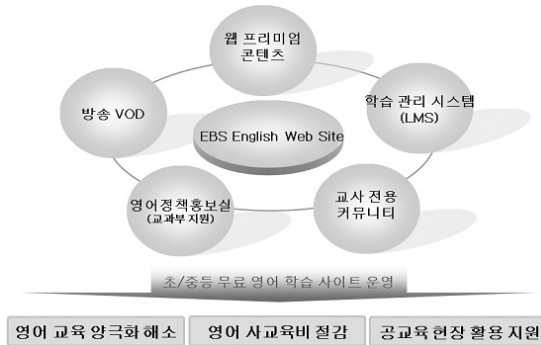 웹 프리미엄
콘텐츠
방송 VOD
학습 관리 시스템
(LMS)
EBS English Web Site
영어정책홍보실
(교과부 지원)
교사 전용
커뮤니티
초/중등 무료 영어 학습 사이트 운영
영어 교육 양극화 해소
영어 사교육비 절감
공교육 현장 활용 지원